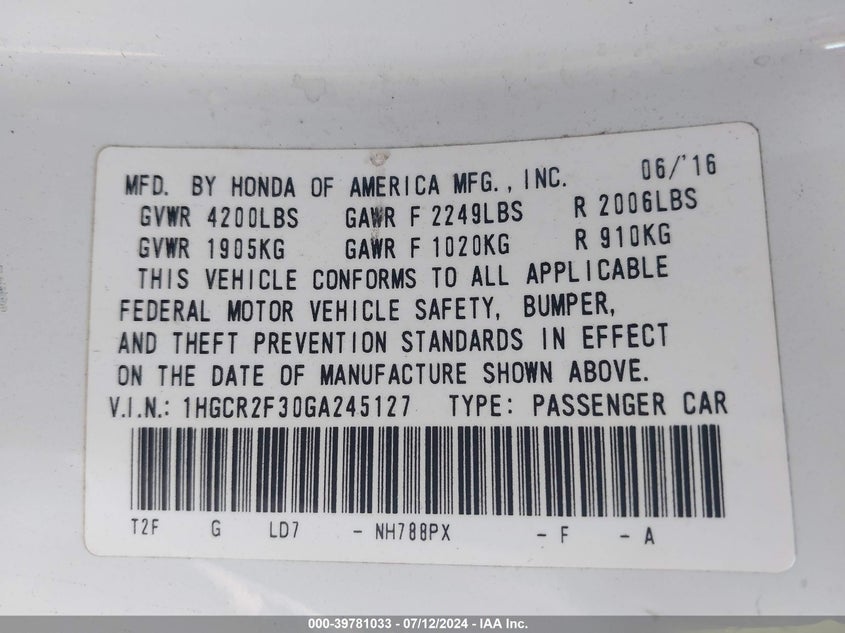 MFD. BY HONDA OF AMERICA MFG., INC. 06/'16
GVWR 4200LBS GAWR F 2249LBS R 2006LBS
GVWR 1905KG GAWR F 1020KG R 910KG
THIS VEHICLE CONFORMS TO ALL APPLICABLE
FEDERAL MOTOR VEHICLE SAFETY, BUMPER,
AND THEFT PREVENTION STANDARDS IN EFFECT
ON THE DATE OF MANUFACTURE SHOWN ABOVE.
V.I.N.: 1HGCR2F30GA245127 TYPE: PASSENGER CAR
T2F G LD7 - NH788PX - F - A
000-39781033 - 07/12/2024 - IAA Inc.